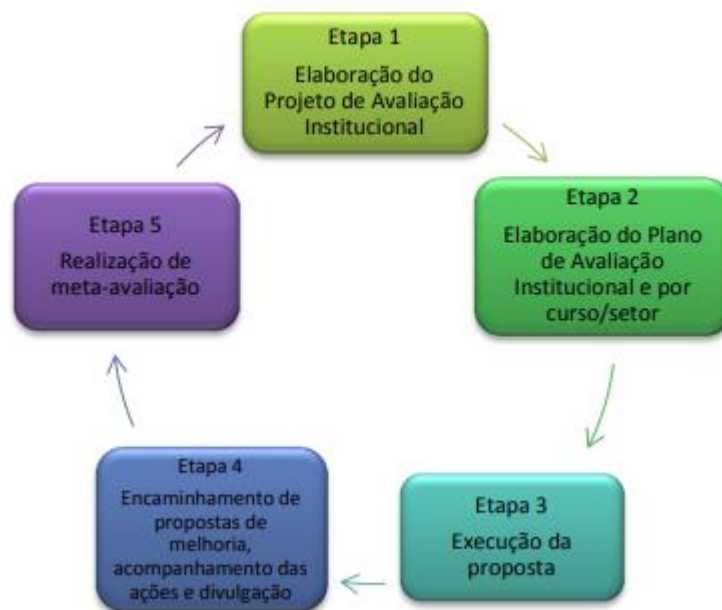 Etapa 1
Elaboração do
Projeto de Avaliação
Institucional
Etapa 2
Elaboração do Plano
de Avaliação
Institucional e por
curso/setor
Etapa 3
Execução da
proposta
Etapa 4
Encaminhamento de
propostas de
melhoria,
acompanhamento das
ações e divulgação
Etapa 5
Realização de
meta-avaliação